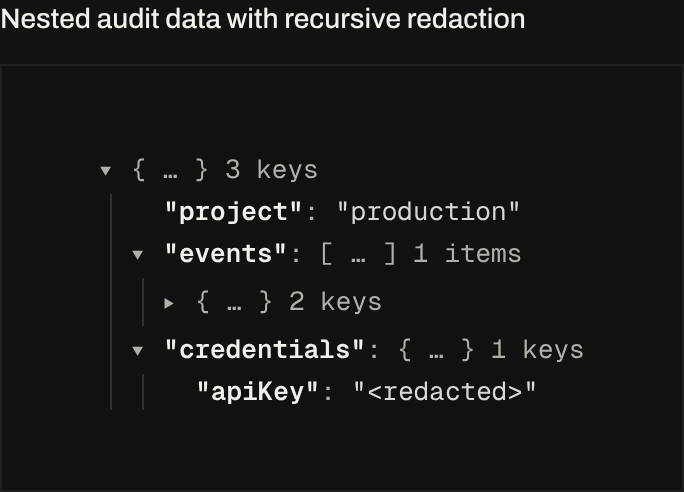 Nested audit data with recursive redaction
{ … } 3 keys
"project": "production"
"events": [ … ] 1 items
{ … } 2 keys
"credentials": { … } 1 keys
"apiKey": "<redacted>"